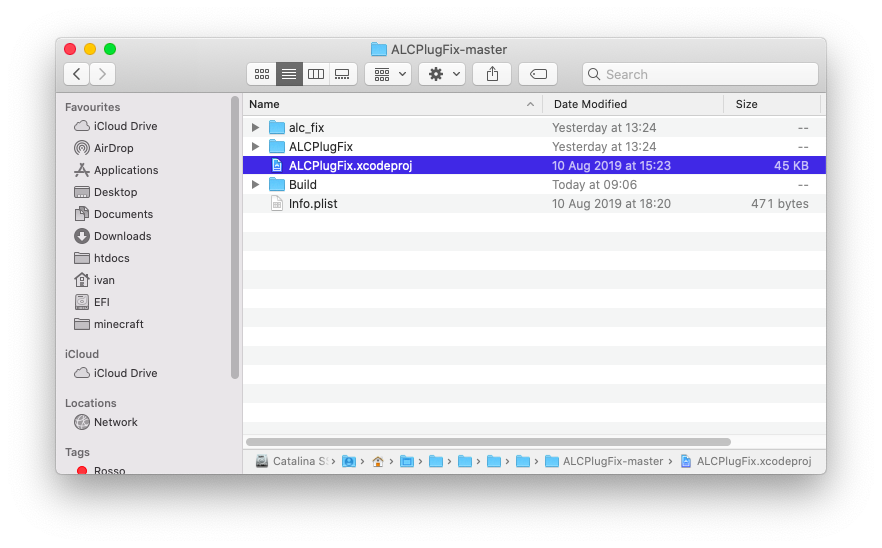 ALCPlugFix-master
Search
Favourites
iCloud Drive
AirDrop
Applications
Desktop
Documents
Downloads
htdocs
ivan
EFI
minecraft
iCloud
iCloud Drive
Locations
Network
Tags
Rosso
Name Date Modified Size
alc_fix Yesterday at 13:24 --
ALCPlugFix Yesterday at 13:24 --
ALCPlugFix.xcodeproj 10 Aug 2019 at 15:23 45 KB
Build Today at 09:06 --
Info.plist 10 Aug 2019 at 18:20 471 bytes
Catalina › › › › › › › › ALCPlugFix-master › ALCPlugFix.xcodeproj